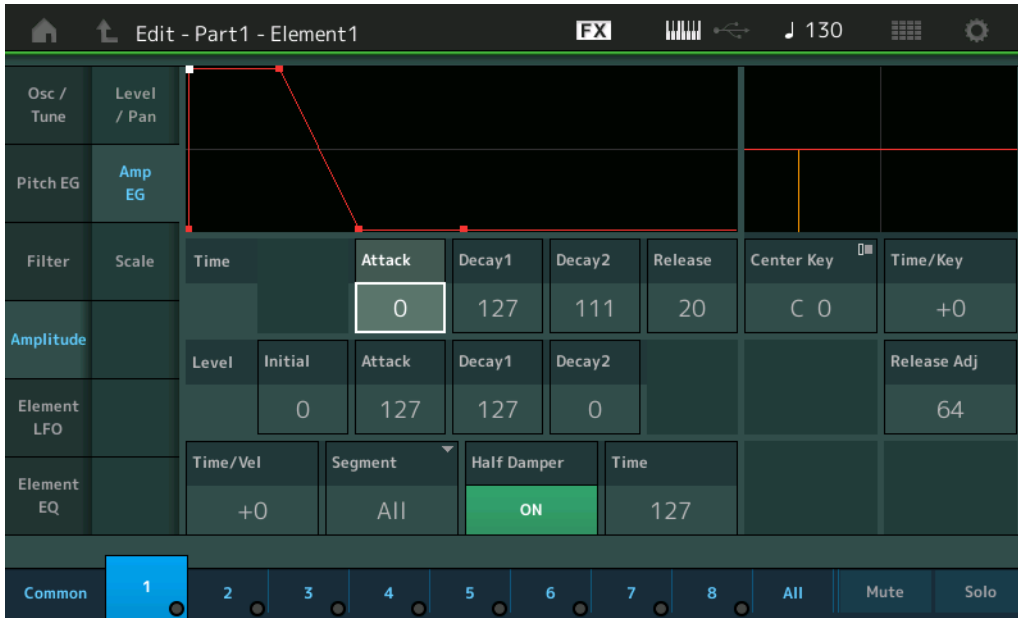 Edit - Part1 - Element1
FX
♩ 130
Osc /
Tune
Level
/ Pan
Pitch EG
Amp
EG
Filter
Scale
Amplitude
Element
LFO
Element
EQ
Time
Attack
Decay1
Decay2
Release
Center Key
Time/Key
0
127
111
20
C 0
+0
Level
Initial
Attack
Decay1
Decay2
Release Adj
0
127
127
0
64
Time/Vel
Segment
Half Damper
Time
+0
All
ON
127
Common
1
2
3
4
5
6
7
8
All
Mute
Solo